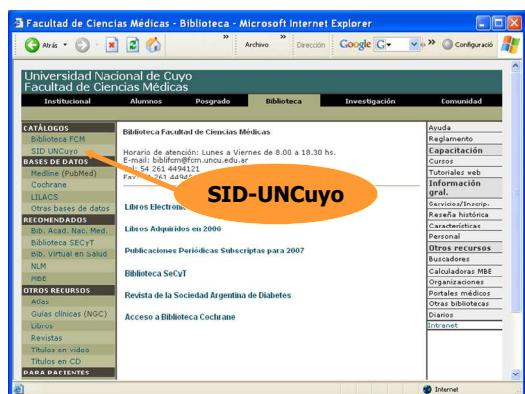 Facultad de Ciencias Médicas - Biblioteca - Microsoft Internet Explorer
Atrás
Archivo
Dirección
Google
Configuració
Universidad Nacional de Cuyo
Facultad de Ciencias Médicas
Institucional Alumnos Posgrado Biblioteca Investigación Comunidad
CATÁLOGOS
Biblioteca FCM
SID UNCuyo
BASES DE DATOS
Medline (PubMed)
Cochrane
LILACS
Otras bases de datos
RECOMENDADOS
Bib. Acad. Nac. Med.
Biblioteca SECyT
Bib. Virtual en Salud
NLM
MBE
OTROS RECURSOS
Atlas
Guías clínicas (NGC)
Libros
Revistas
Títulos en video
Títulos en CD
PARA PACIENTES
Biblioteca Facultad de Ciencias Médicas
Horario de atención: Lunes a Viernes de 8.00 a 18.30 hs.
E-mail: biblifcm@fcm.uncu.edu.ar
Tel: 54 261 4494121
SID-UNCuyo
Libros
Libros Adquiridos en 2006
Publicaciones Periódicas Subscriptas para 2007
Biblioteca SeCyT
Revista de la Sociedad Argentina de Diabetes
Acceso a Biblioteca Cochrane
Ayuda
Reglamento
Capacitación
Cursos
Tutoriales web
Información
gral.
Servicios/Inscrip.
Reseña histórica
Características
Personal
Otros recursos
Buscadores
Calculadoras MBE
Organizaciones
Portales médicos
Otras bibliotecas
Diarios
Intranet
Internet